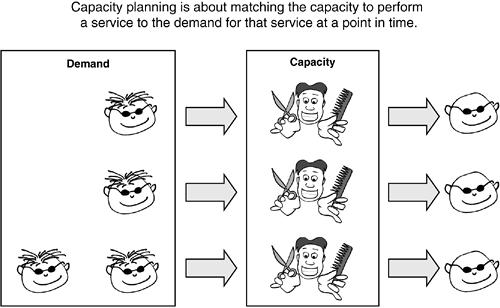 Capacity planning is about matching the capacity to perform
a service to the demand for that service at a point in time.
Demand
Capacity